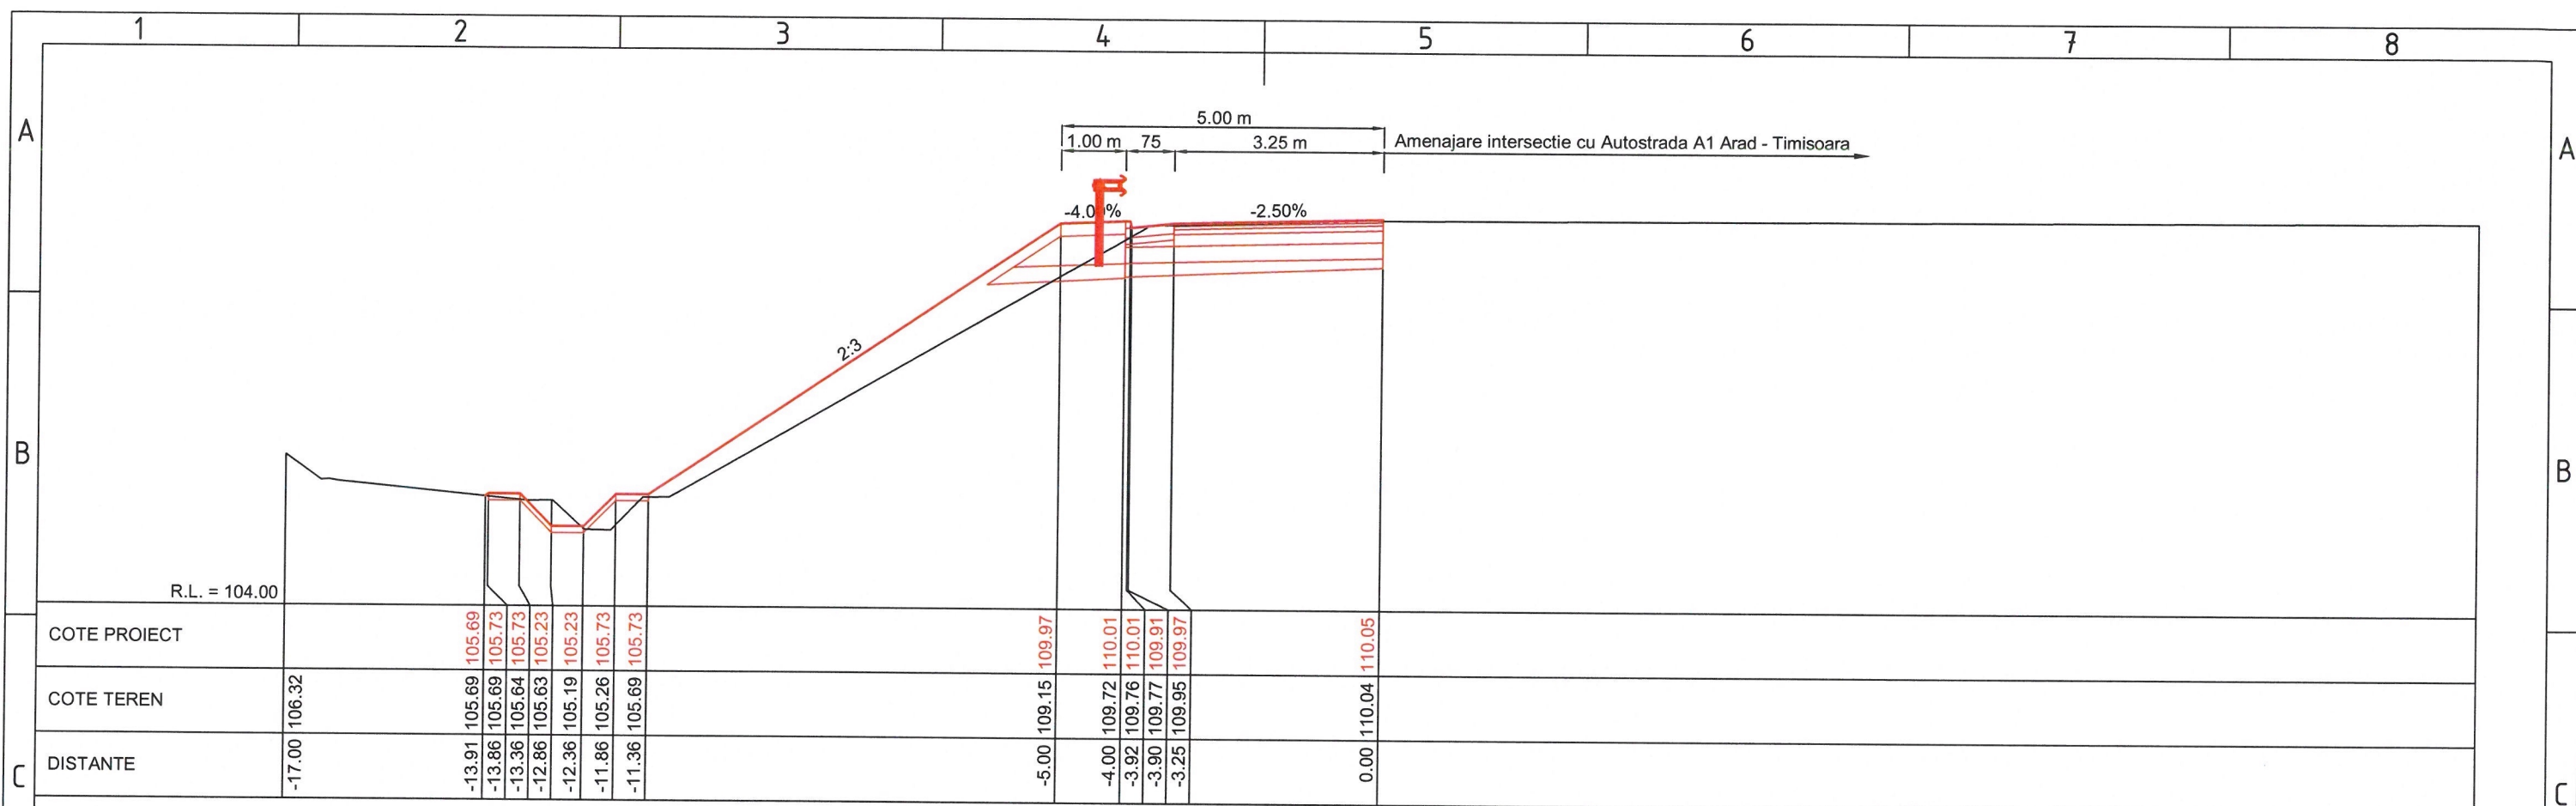 1 2 3 4 5 6 7 8
5.00 m
A 1.00 m 75 3.25 m Amenajare intersectie cu Autostrada A1 Arad - Timisoara A
-4.00% -2.50%
2:3
B B
R.L. = 104.00
COTE PROIECT 105.69 105.73 105.73 105.23 105.23 105.73 105.73 109.97 110.01 110.01 109.91 109.97 110.05
COTE TEREN 106.32 105.69 105.69 105.64 105.63 105.19 105.26 105.69 109.15 109.72 109.76 109.77 109.95 110.04
C DISTANTE -17.00 -13.91 -13.86 -13.36 -12.86 -12.36 -11.86 -11.36 -5.00 -4.00 -3.92 -3.90 -3.25 0.00 C